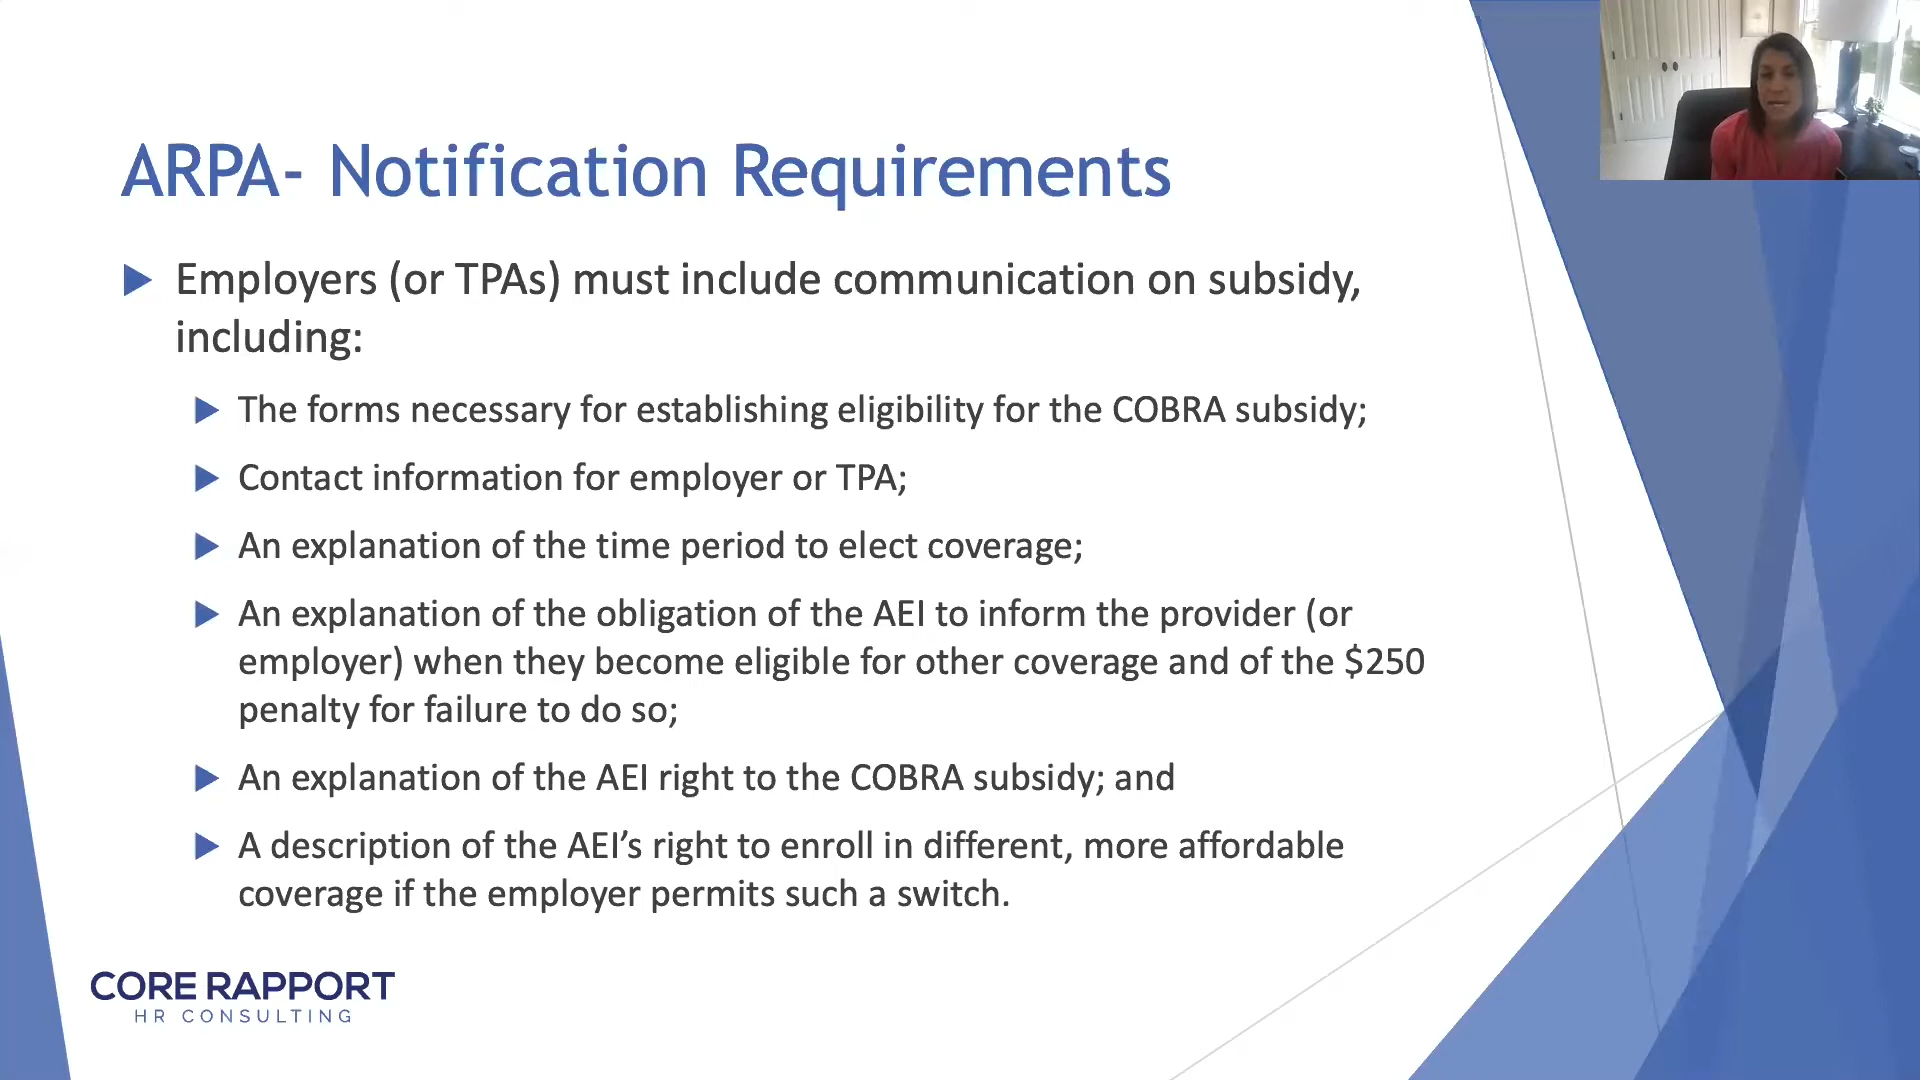 ARPA- Notification Requirements
Employers (or TPAs) must include communication on subsidy,
including:
The forms necessary for establishing eligibility for the COBRA subsidy;
Contact information for employer or TPA;
An explanation of the time period to elect coverage;
An explanation of the obligation of the AEI to inform the provider (or
employer) when they become eligible for other coverage and of the $250
penalty for failure to do so;
An explanation of the AEI right to the COBRA subsidy; and
A description of the AEI’s right to enroll in different, more affordable
coverage if the employer permits such a switch.
CORE RAPPORT
HR CONSULTING